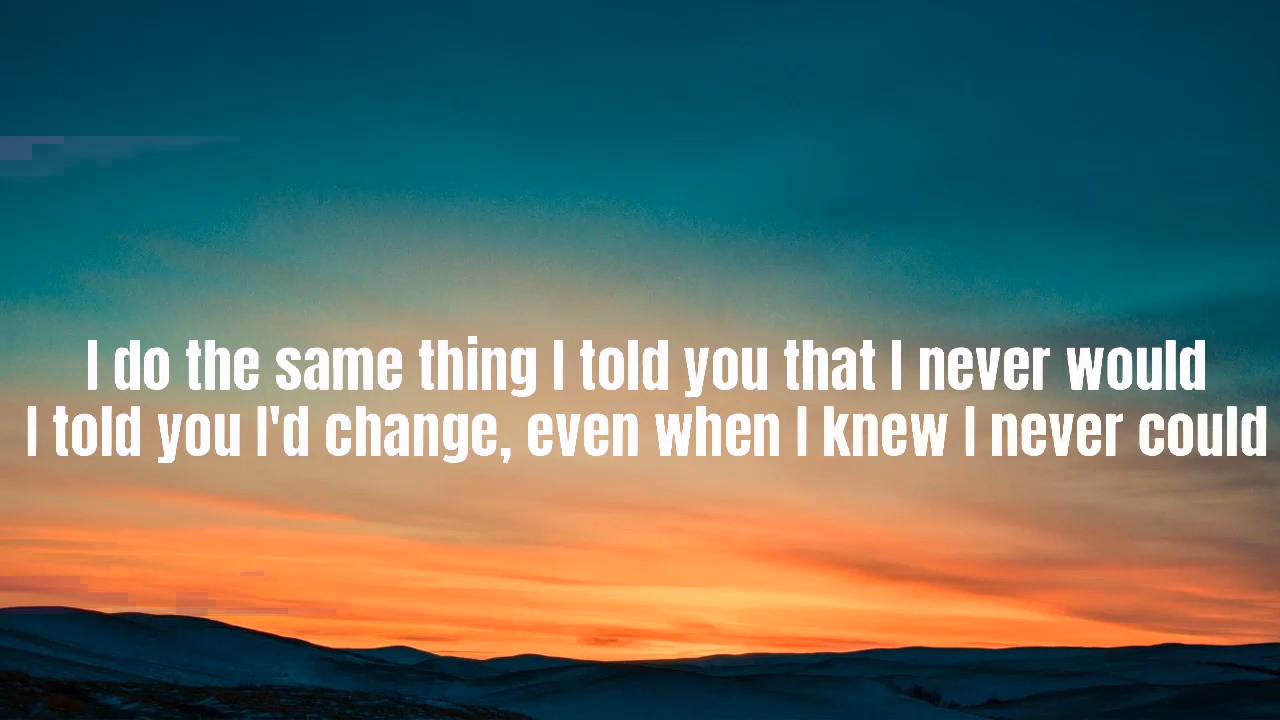 I do the same thing I told you that I never would
I told you I'd change, even when I knew I never could